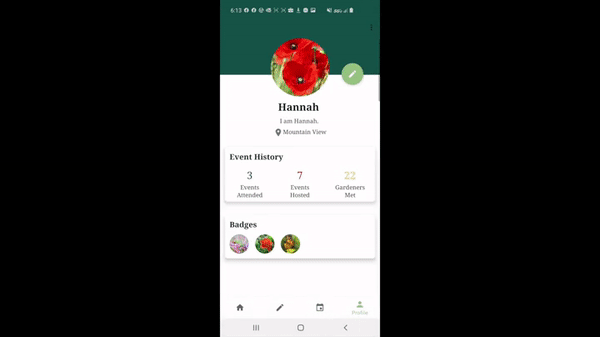 6:13
Hannah
I am Hannah.
Mountain View
Event History
3 7 22
Events Events Gardeners
Attended Hosted Met
Badges
Profile